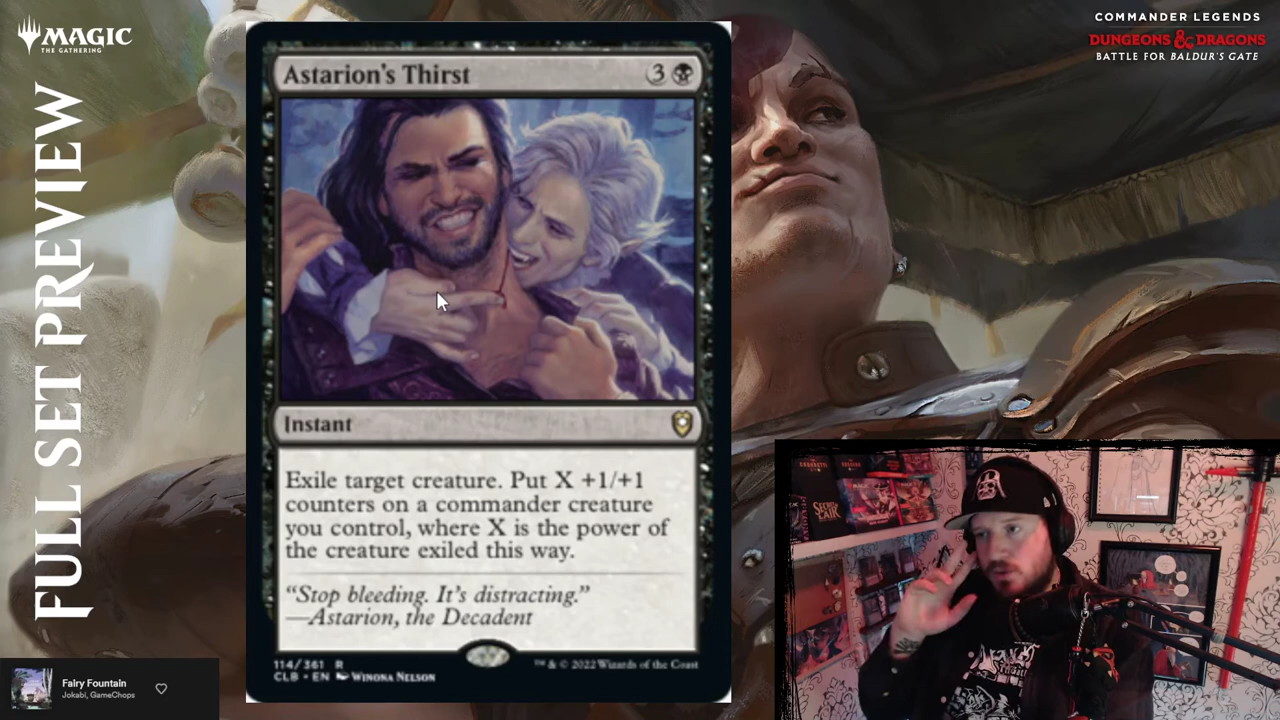 MAGIC
THE GATHERING
COMMANDER LEGENDS
DUNGEONS & DRAGONS
BATTLE FOR BALDUR'S GATE
FULL SET PREVIEW
Astarion's Thirst 3
Instant
Exile target creature. Put X +1/+1
counters on a commander creature
you control, where X is the power of
the creature exiled this way.
"Stop bleeding. It's distracting."
—Astarion, the Decadent
114/361 R
CLB • EN WINONA NELSON
™ & © 2022 Wizards of the Coast
Fairy Fountain
Jokabi, GameChops
SECRET
LAIR
MAGIC